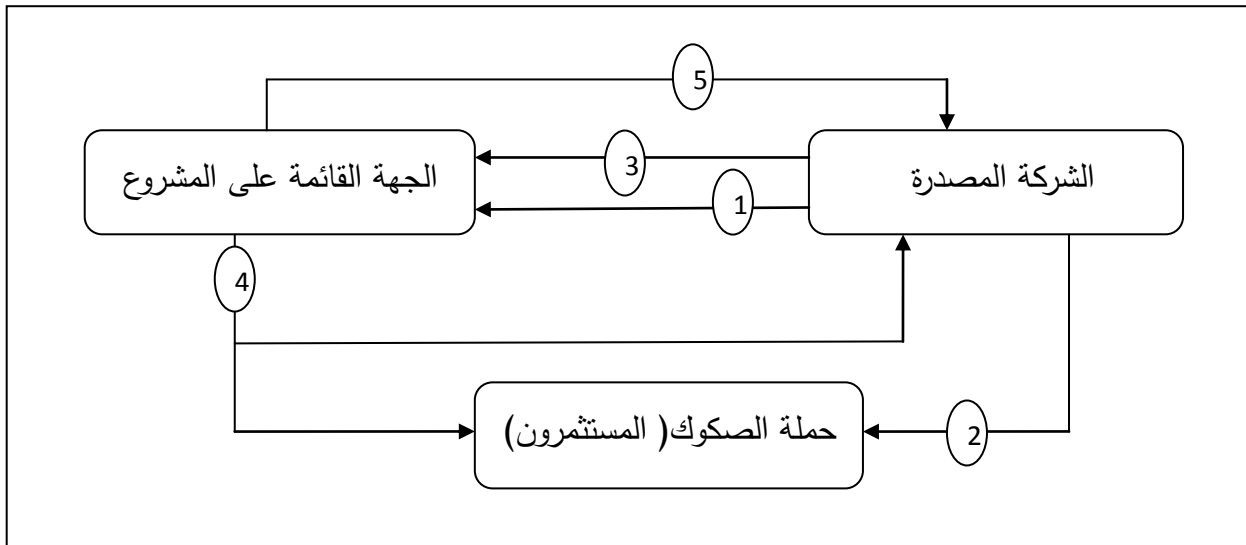 5
الشركة المصدرة
3
الجهة القائمة على المشروع
1
4
حملة الصكوك( المستثمرون)
2